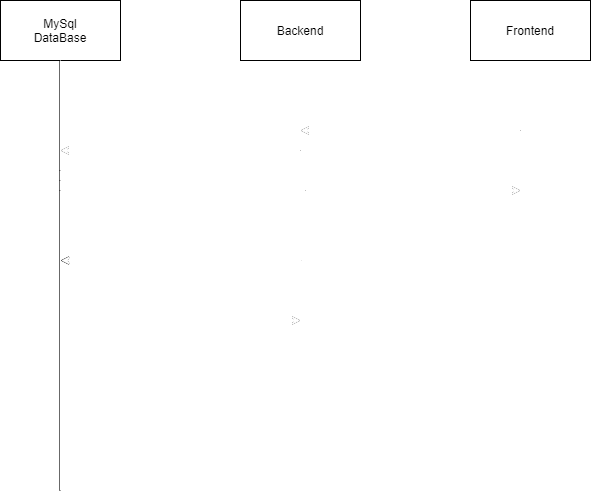 MySql
DataBase
Backend
Frontend